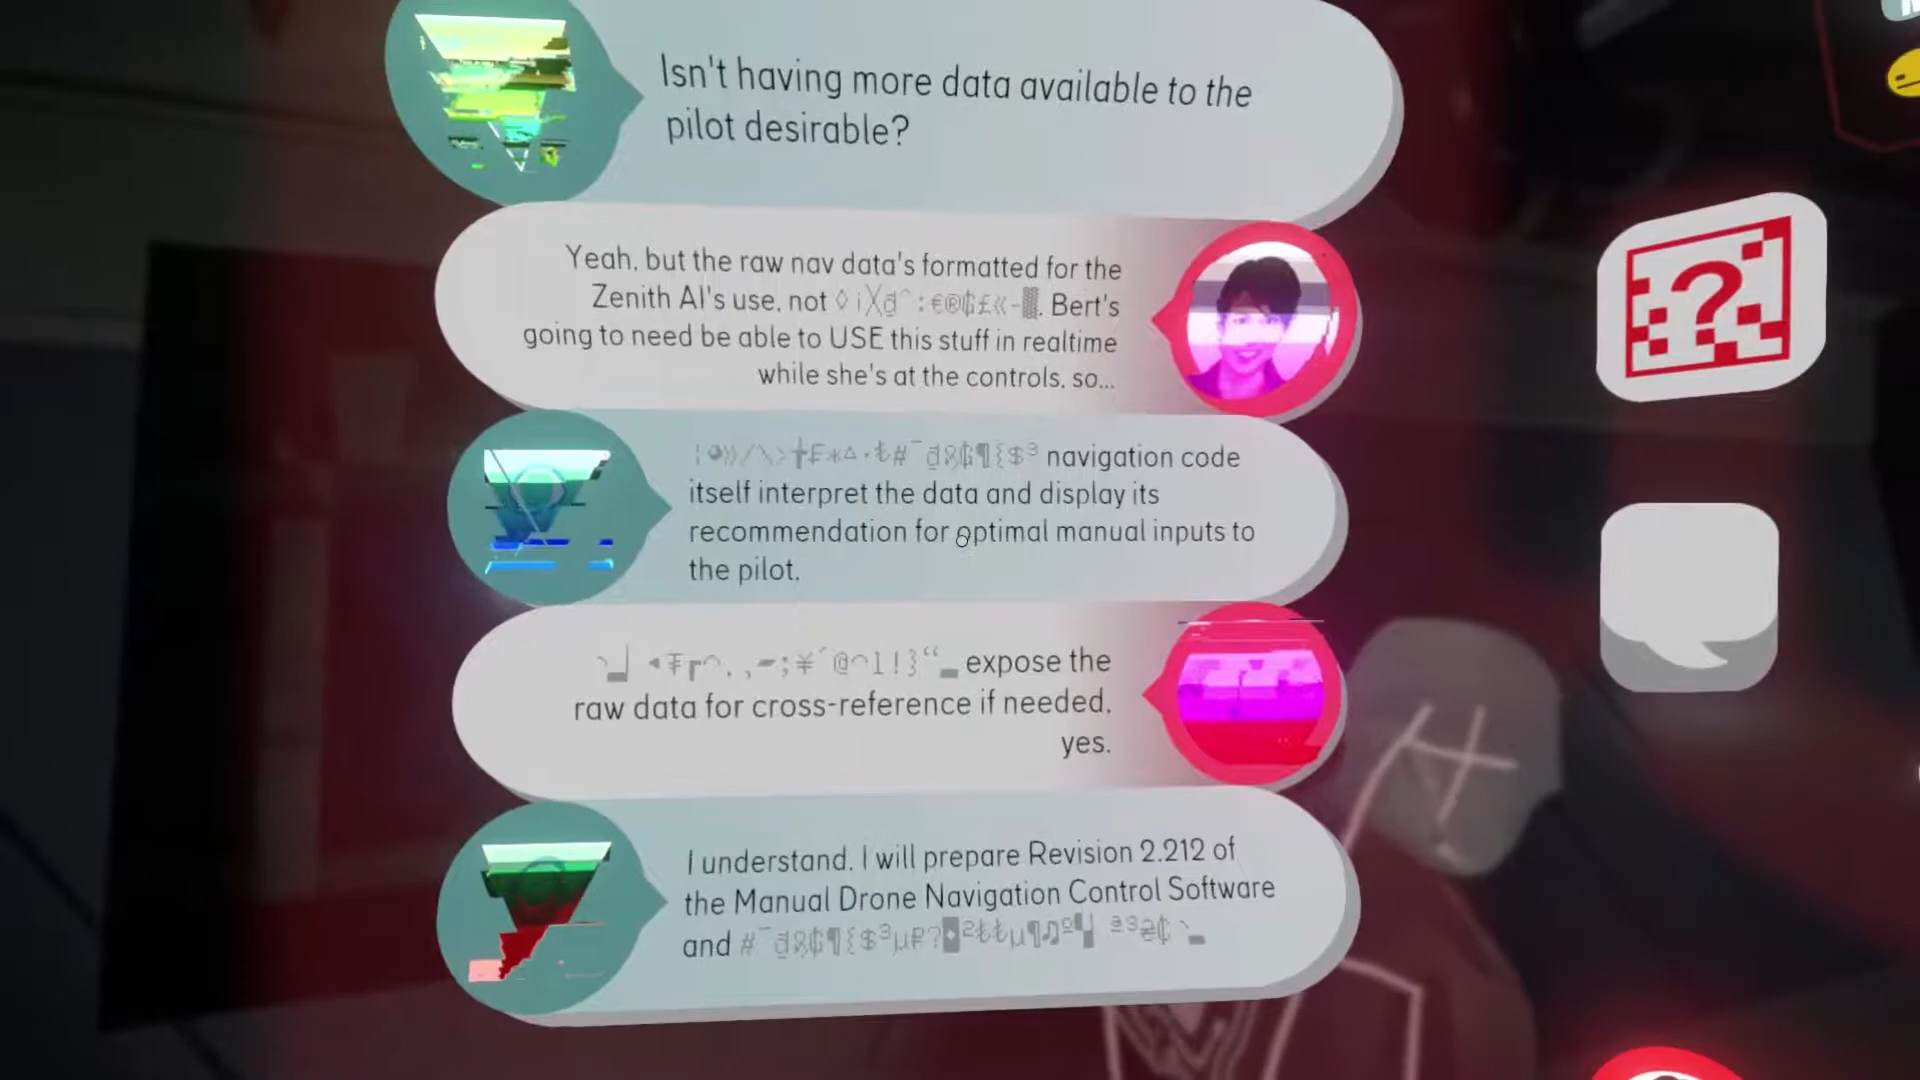 Isn't having more data available to the
pilot desirable?
Yeah, but the raw nav data's formatted for the
Zenith AI's use, not . Bert's
going to need be able to USE this stuff in realtime
while she's at the controls, so...
navigation code
itself interpret the data and display its
recommendation for optimal manual inputs to
the pilot.
expose the
raw data for cross-reference if needed,
yes.
I understand. I will prepare Revision 2.212 of
the Manual Drone Navigation Control Software
and
?